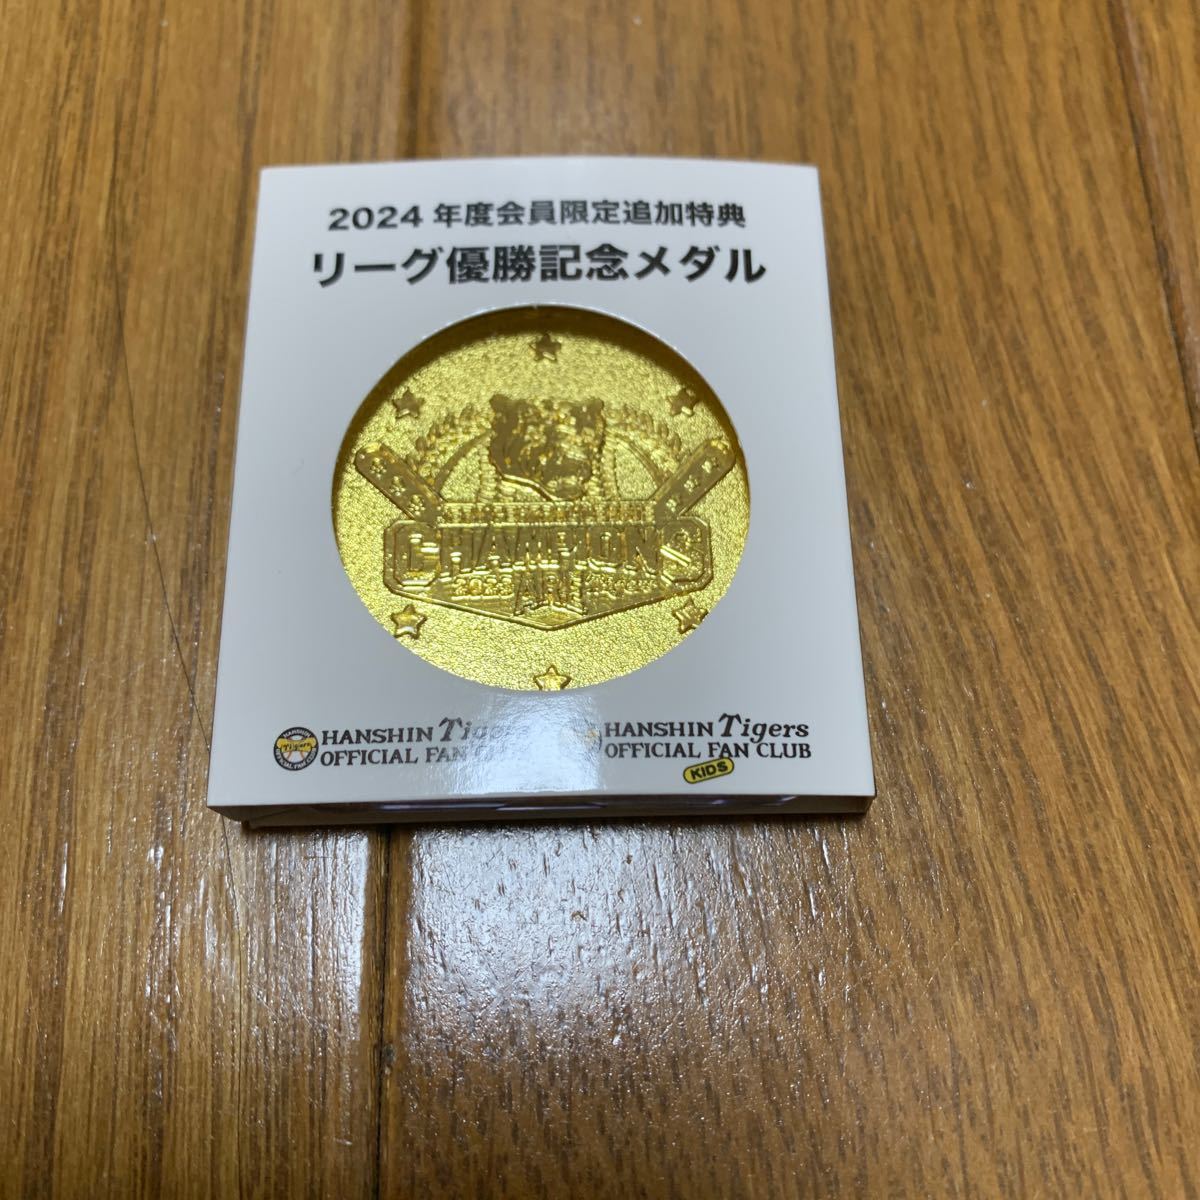 2024 年度会員限定追加特典
リーグ優勝記念メダル
CHAMPIONS
2023 ARE
HANSHIN Tigers
OFFICIAL FAN CLUB
HANSHIN Tigers
OFFICIAL FAN CLUB
KIDS